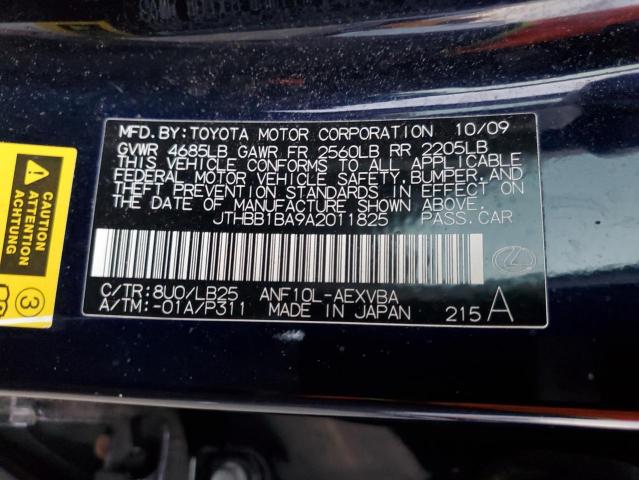 MFD. BY: TOYOTA MOTOR CORPORATION 10/09
GVWR 4685LB GAWR FR 2560LB RR 2205LB
THIS VEHICLE CONFORMS TO ALL APPLICABLE
FEDERAL MOTOR VEHICLE SAFETY, BUMPER, AND
THEFT PREVENTION STANDARDS IN EFFECT ON
THE DATE OF MANUFACTURE SHOWN ABOVE.
JTHBB1BA9A2011825 PASS. CAR
C/TR: 8U0/LB25 ANF10L-AEXVBA
A/TM: -01A/P311 MADE IN JAPAN 215 A
CAUTION
ATTENTION
3